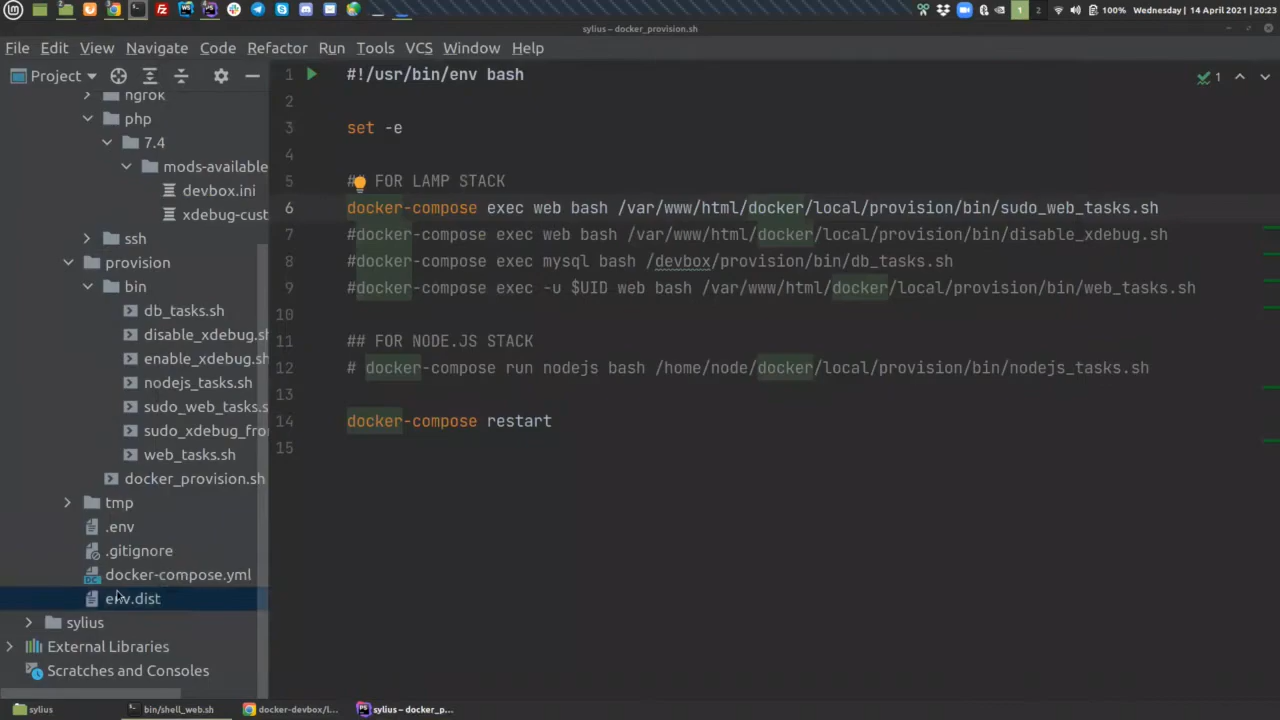 Wednesday | 14 April 2021 | 20:23
1
2
100%
sylius – docker_provision.sh
File Edit View Navigate Code Refactor Run Tools VCS Window Help
Project
1
ngrok
php
7.4
mods-available
devbox.ini
xdebug-cust
ssh
provision
bin
db_tasks.sh
disable_xdebug.sh
enable_xdebug.sh
nodejs_tasks.sh
sudo_web_tasks.s
sudo_xdebug_fro
web_tasks.sh
docker_provision.sh
tmp
.env
.gitignore
docker-compose.yml
env.dist
sylius
External Libraries
Scratches and Consoles
1 #!/usr/bin/env bash
2
3 set -e
4
5 ## FOR LAMP STACK
6 docker-compose exec web bash /var/www/html/docker/local/provision/bin/sudo_web_tasks.sh
7 #docker-compose exec web bash /var/www/html/docker/local/provision/bin/disable_xdebug.sh
8 #docker-compose exec mysql bash /devbox/provision/bin/db_tasks.sh
9 #docker-compose exec -u $UID web bash /var/www/html/docker/local/provision/bin/web_tasks.sh
10
11 ## FOR NODE.JS STACK
12 # docker-compose run nodejs bash /home/node/docker/local/provision/bin/nodejs_tasks.sh
13
14 docker-compose restart
15
sylius
bin/shell_web.sh
docker-devbox/l...
sylius – docker_p...